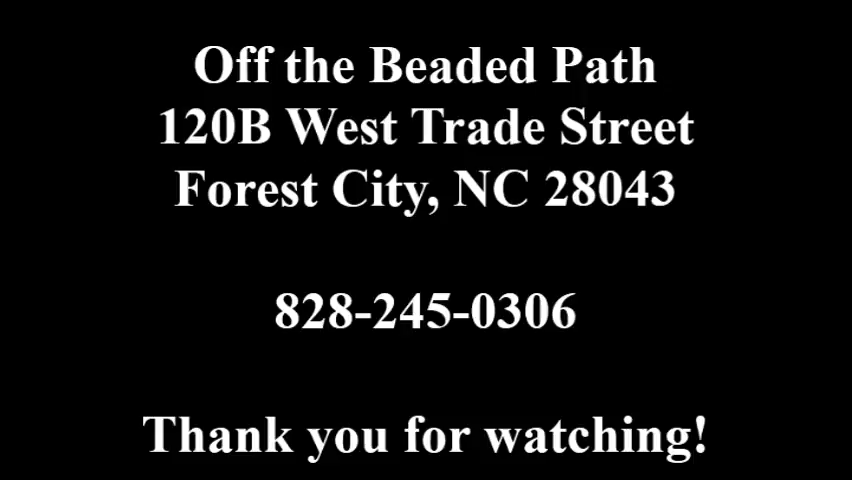 Off the Beaded Path
120B West Trade Street
Forest City, NC 28043
828-245-0306
Thank you for watching!